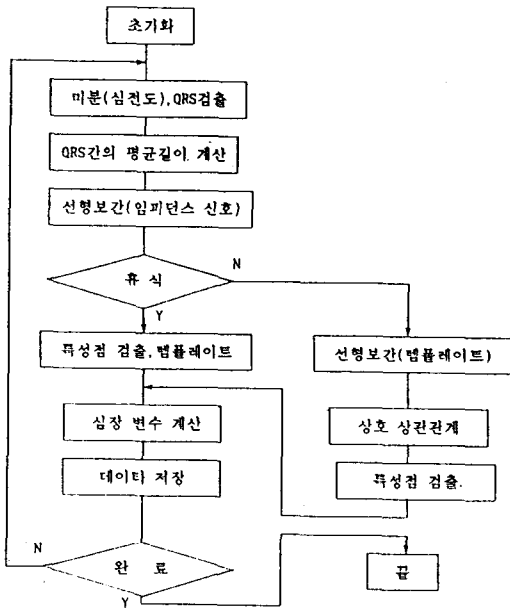 초기화
미분(심전도),QRS검출
QRS간의 평균길이 계산
선형보간(임피던스 신호)
휴 식
N
Y
특성점 검출,템플레이트
선형보간(템플레이트)
심장 변수 계산
상호 상관관계
데이타 저장
특성점 검출
N
완 료
끝
Y